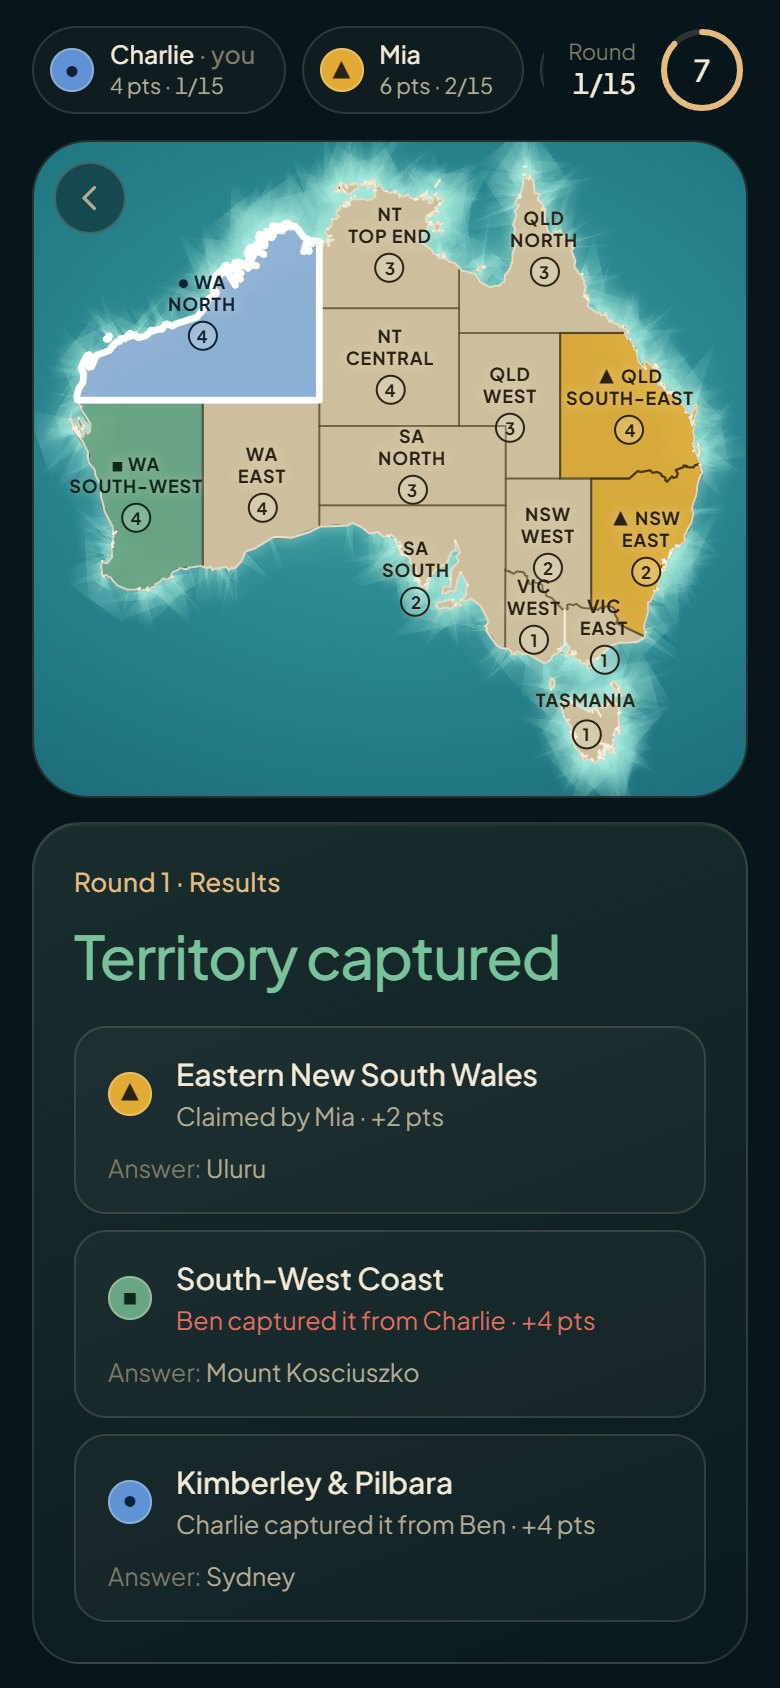 Charlie · you
4 pts · 1/15
Mia
6 pts · 2/15
Round
1/15
7
NT
TOP END
3
QLD
NORTH
3
● WA
NORTH
4
NT
CENTRAL
4
QLD
WEST
3
▲ QLD
SOUTH-EAST
4
■ WA
SOUTH-WEST
4
WA
EAST
4
SA
NORTH
3
NSW
WEST
2
▲ NSW
EAST
2
SA
SOUTH
2
VIC
WEST
1
VIC
EAST
1
TASMANIA
1
Round 1 · Results
Territory captured
Eastern New South Wales
Claimed by Mia · +2 pts
Answer: Uluru
South-West Coast
Ben captured it from Charlie · +4 pts
Answer: Mount Kosciuszko
Kimberley & Pilbara
Charlie captured it from Ben · +4 pts
Answer: Sydney